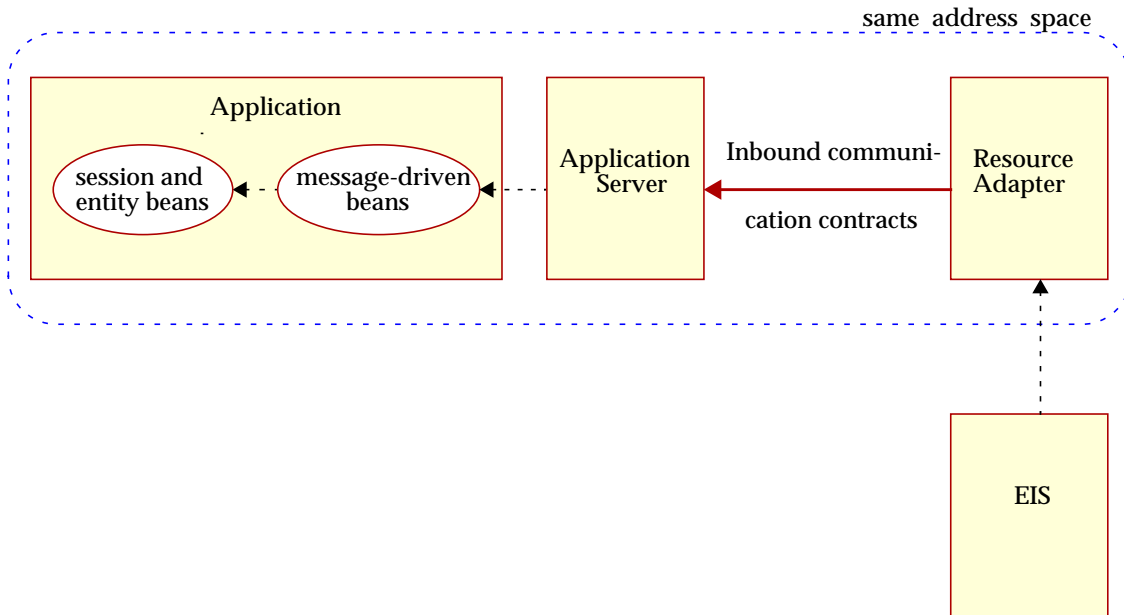 same address space
Application
session and
entity beans
message-driven
beans
Application
Server
Inbound communi-
cation contracts
Resource
Adapter
EIS